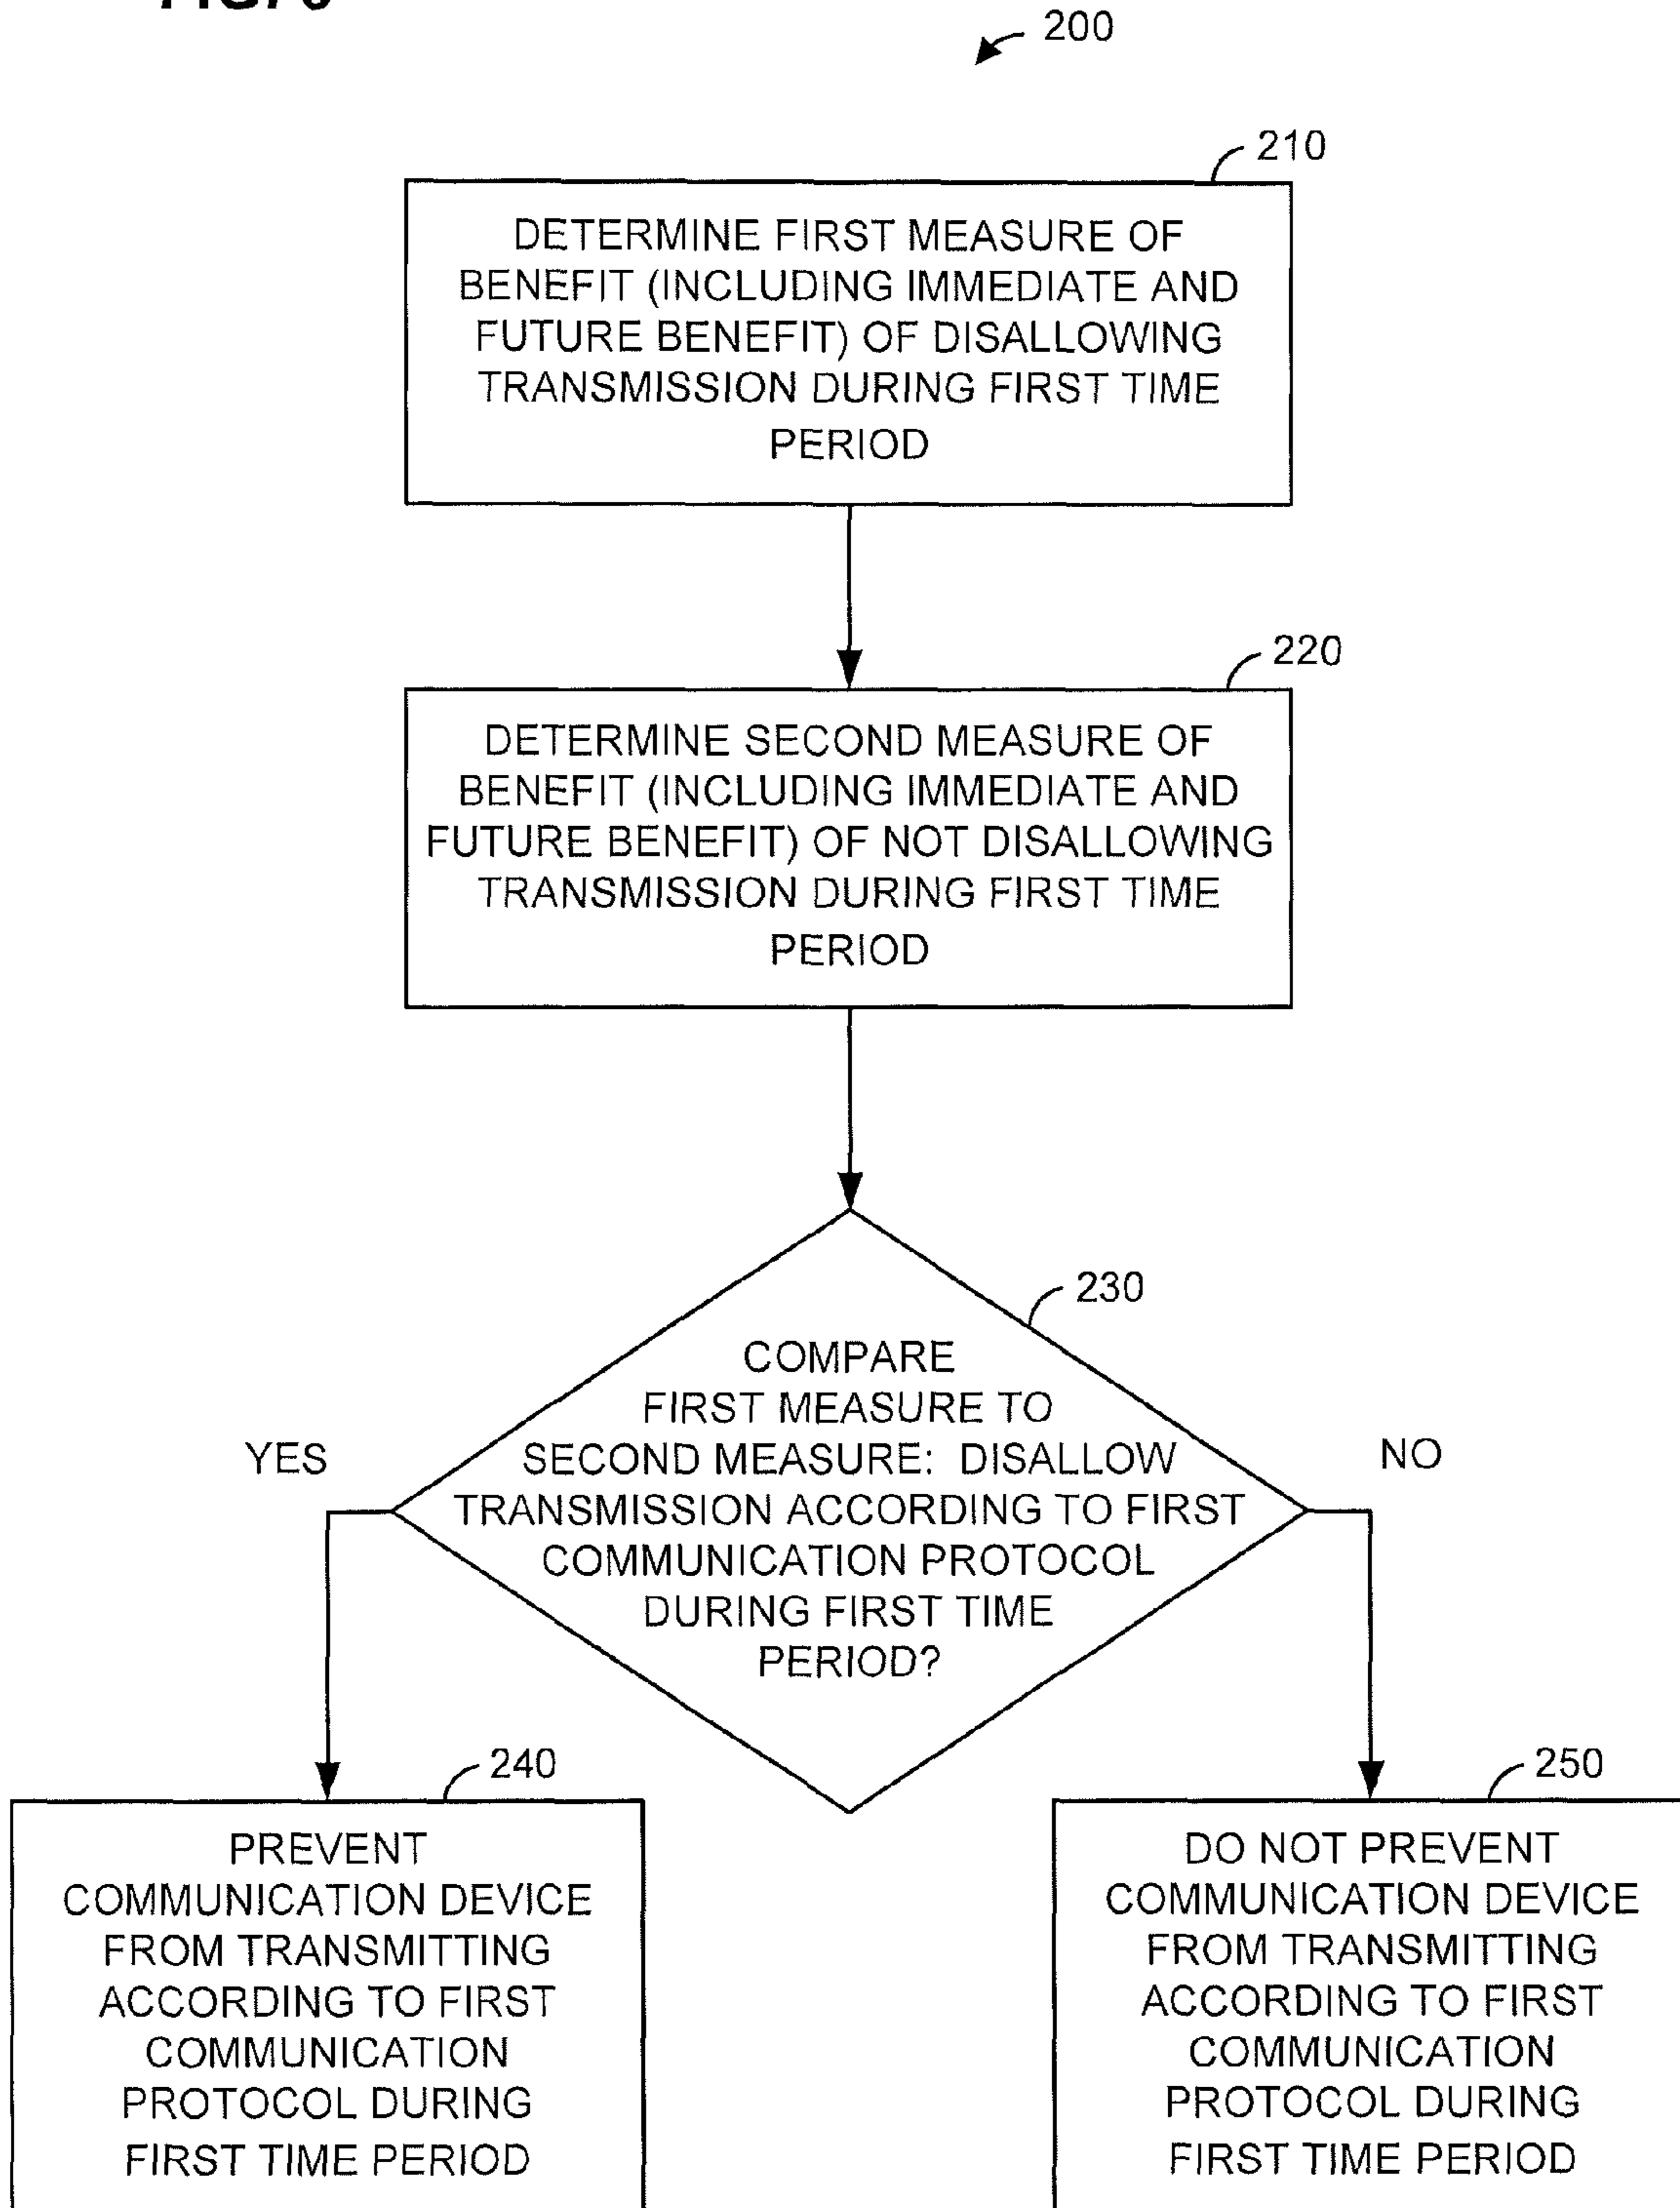 200
210
DETERMINE FIRST MEASURE OF
BENEFIT (INCLUDING IMMEDIATE AND
FUTURE BENEFIT) OF DISALLOWING
TRANSMISSION DURING FIRST TIME
PERIOD
220
DETERMINE SECOND MEASURE OF
BENEFIT (INCLUDING IMMEDIATE AND
FUTURE BENEFIT) OF NOT DISALLOWING
TRANSMISSION DURING FIRST TIME
PERIOD
230
COMPARE
FIRST MEASURE TO
SECOND MEASURE: DISALLOW
TRANSMISSION ACCORDING TO FIRST
COMMUNICATION PROTOCOL
DURING FIRST TIME
PERIOD?
YES
NO
240
PREVENT
COMMUNICATION DEVICE
FROM TRANSMITTING
ACCORDING TO FIRST
COMMUNICATION
PROTOCOL DURING
FIRST TIME PERIOD
250
DO NOT PREVENT
COMMUNICATION DEVICE
FROM TRANSMITTING
ACCORDING TO FIRST
COMMUNICATION
PROTOCOL DURING
FIRST TIME PERIOD